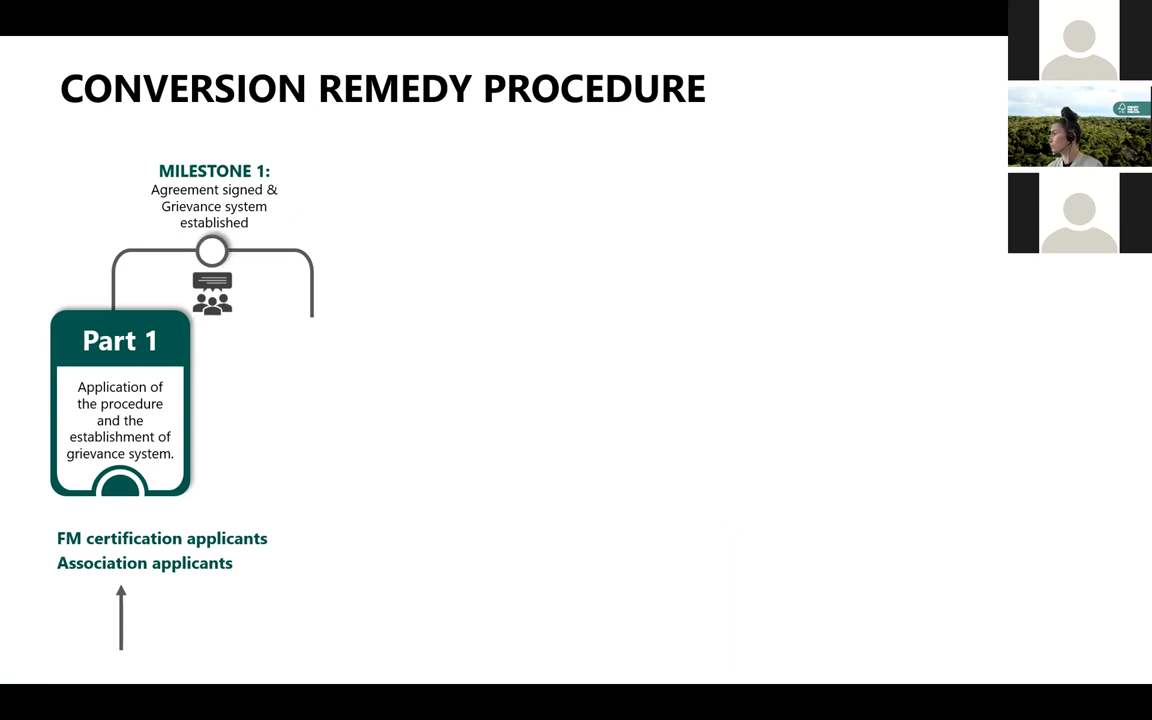 CONVERSION REMEDY PROCEDURE
MILESTONE 1:
Agreement signed &
Grievance system
established
Part 1
Application of
the procedure
and the
establishment of
grievance system.
FM certification applicants
Association applicants